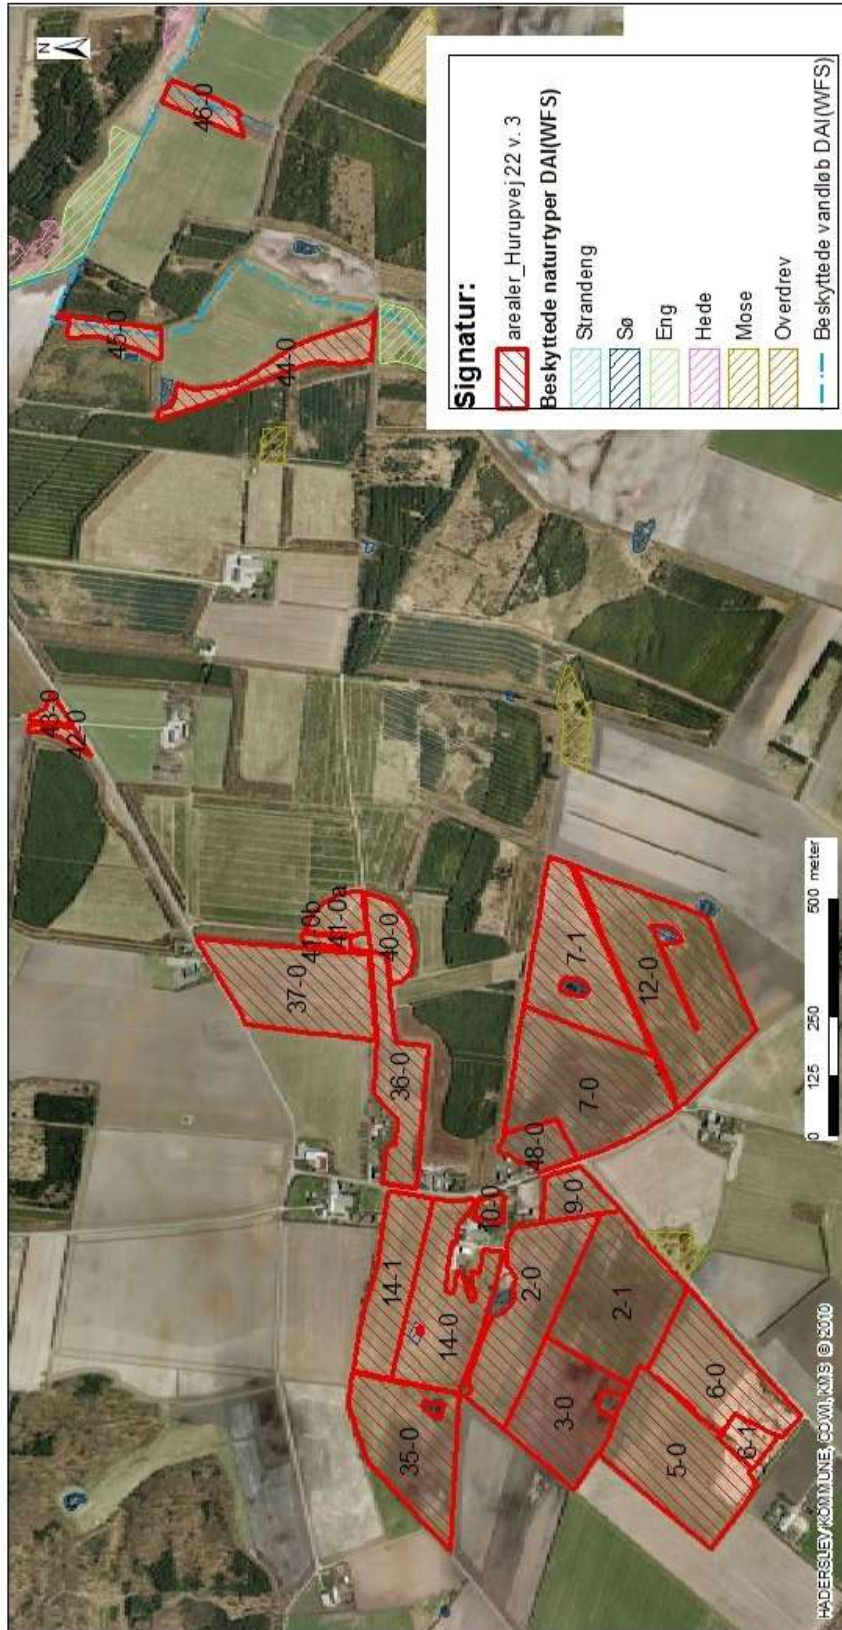 N
46-0
45-0
44-0
43-0
42-0
41-0b
41-0a
40-0
37-0
36-0
7-1
12-0
7-0
48-0
9-0
10-0
14-1
14-0
2-0
2-1
3-0
35-0
6-0
5-0
6-1
Signatur:
arealer_Hurupvej 22 v. 3
Beskyttede naturtyper DAI(WFS)
Strandeng
Sø
Eng
Hede
Mose
Overdrev
Beskyttede vandløb DAI(WFS)
0 125 250 500 meter
HADERSLEV KOMMUNE, COWI, KMS © 2010